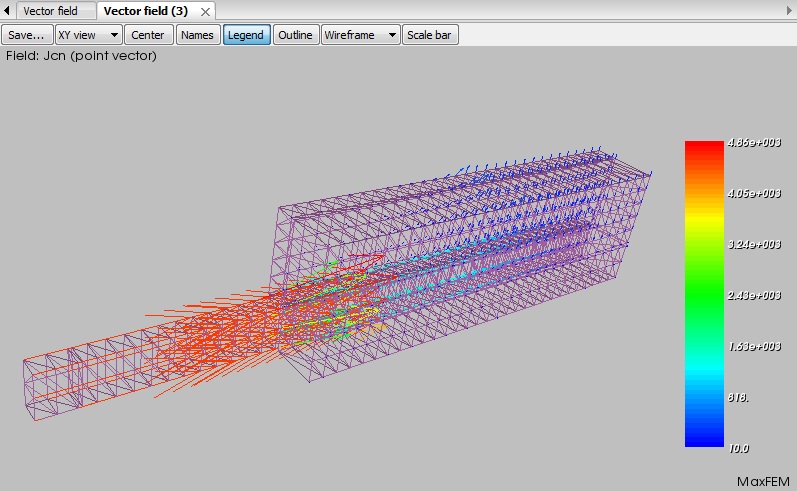 Vector field Vector field (3)
Save... XY view Center Names Legend Outline Wireframe Scale bar
Field: Jcn (point vector)
4.86e+003
4.05e+003
3.24e+003
2.43e+003
1.63e+003
818.
10.0
MaxFEM